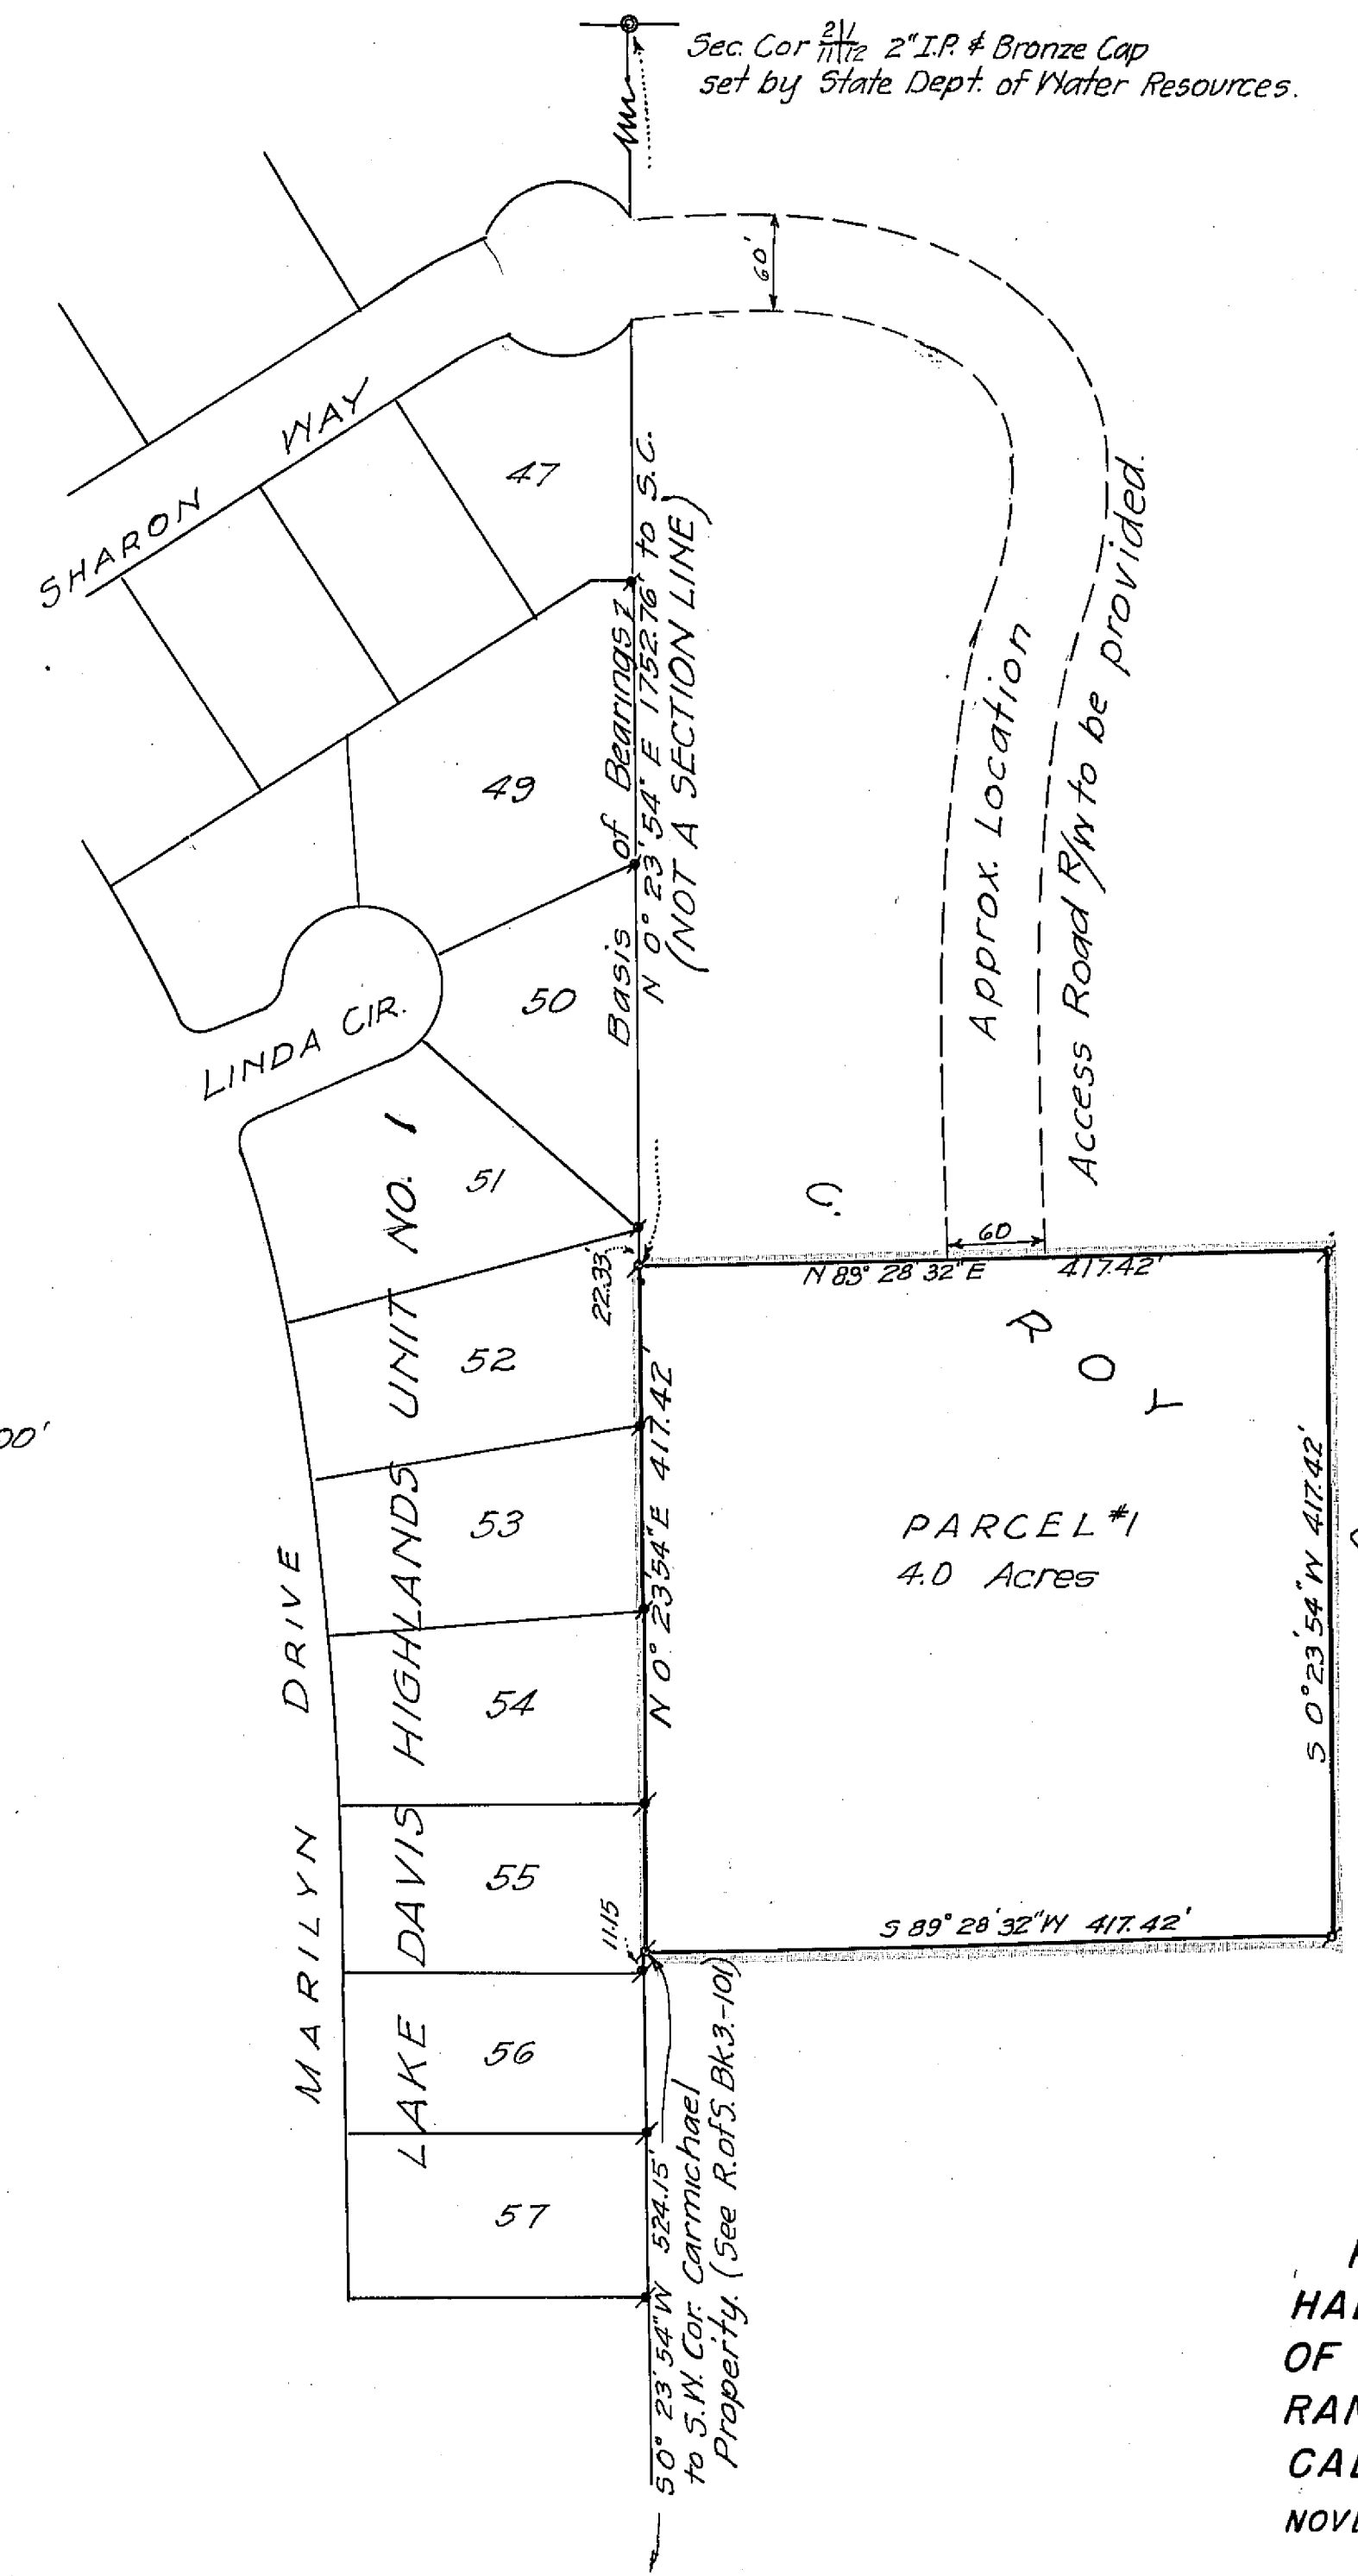 Sec. Cor 2|1 11|12 2" I.P. & Bronze Cap
set by State Dept. of Water Resources.
60'
SHARON WAY
47
Basis of Bearings
N 0° 23' 54" E 1752.76' to S.C.
(NOT A SECTION LINE)
49
50
LINDA CIR.
Approx. Location
Access Road R/W to be provided.
51
22.33'
60
N 89° 28' 32" E 417.42'
52
N 0° 23' 54" E 417.42'
00'
53
PARCEL #1
4.0 Acres
S 0° 23' 54" W 417.42'
54
MARILYN DRIVE
LAKE DAVIS HIGHLANDS UNIT NO. 1
55
11.15
S 89° 28' 32" W 417.42'
56
57
S 0° 23' 54" W 524.15'
to S.W. Cor. Carmichael
Property. (See R. of S. Bk. 3.-101)
OF
NOV